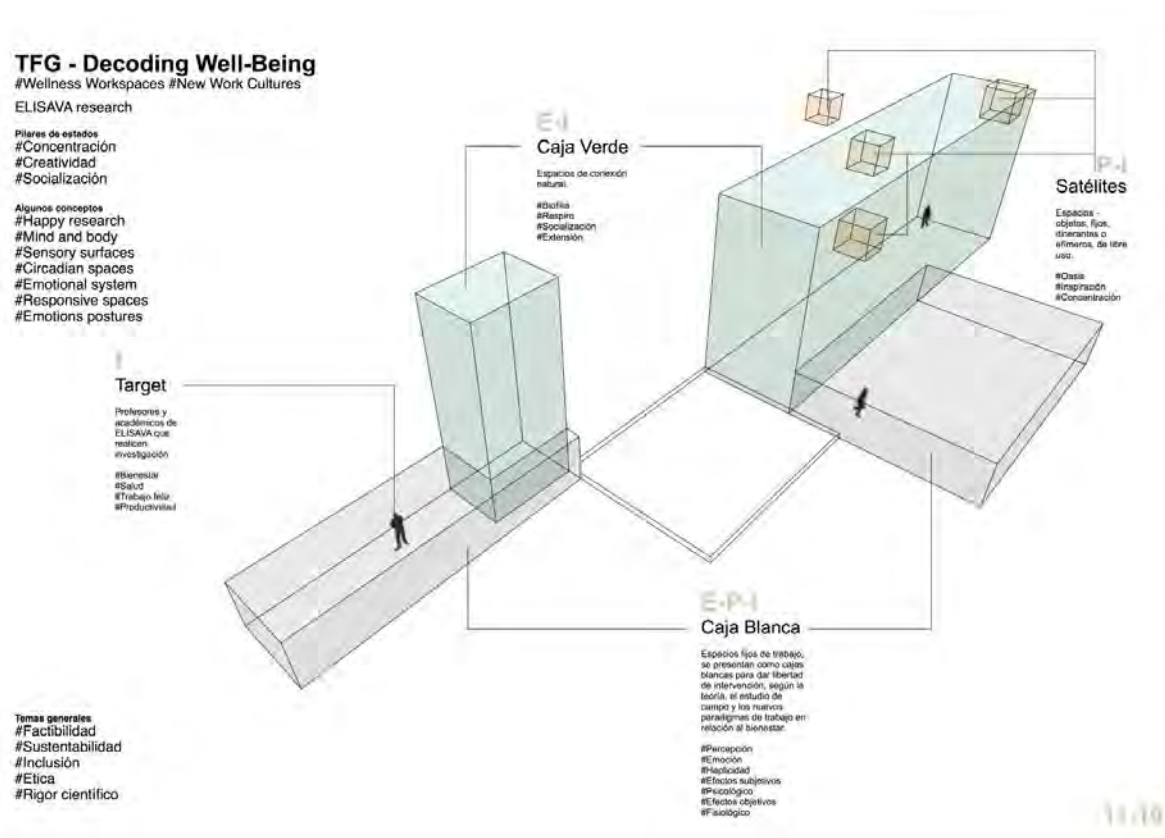 TFG - Decoding Well-Being
#Wellness Workspaces #New Work Cultures
ELISAVA research
Pilares de estados
#Concentración
#Creatividad
#Socialización
Algunos conceptos
#Happy research
#Mind and body
#Sensory surfaces
#Circadian spaces
#Emotional system
#Responsive spaces
#Emotions postures
I
Target
Profesores y
académicos de
ELISAVA que
realicen
investigación
#Bienestar
#Salud
#Trabajo feliz
#Productividad
E-I
Caja Verde
Espacios de conexión
natural.
#Biofilia
#Respiro
#Socialización
#Extensión
P-I
Satélites
Espacios -
objetos, fijos,
itinerantes o
efímeros, de libre
uso.
#Oasis
#Inspiración
#Concentración
E-P-I
Caja Blanca
Espacios fijos de trabajo,
se presentan como cajas
blancas para dar libertad
de intervención, según la
teoría, el estudio de
campo y los nuevos
paradigmas de trabajo en
relación al bienestar.
#Percepción
#Emoción
#Hapticidad
#Efectos subjetivos
#Psicológico
#Efectos objetivos
#Fisiológico
Temas generales
#Factibilidad
#Sustentabilidad
#Inclusión
#Etica
#Rigor científico